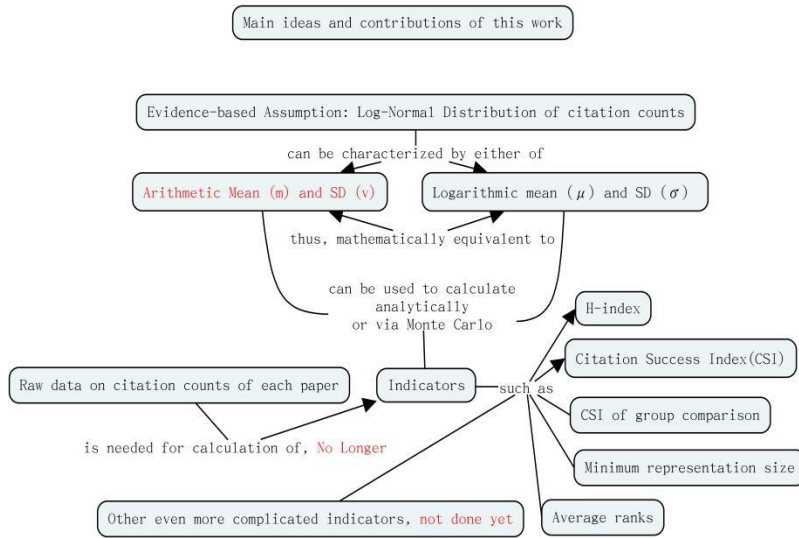 Main ideas and contributions of this work
Evidence-based Assumption: Log-Normal Distribution of citation counts
can be characterized by either of
Arithmetic Mean (m) and SD (v)
Logarithmic mean (μ) and SD (σ)
thus, mathematically equivalent to
can be used to calculate
analytically
or via Monte Carlo
H-index
Citation Success Index(CSI)
Raw data on citation counts of each paper
Indicators
such as
CSI of group comparison
is needed for calculation of, No Longer
Minimum representation size
Other even more complicated indicators, not done yet
Average ranks